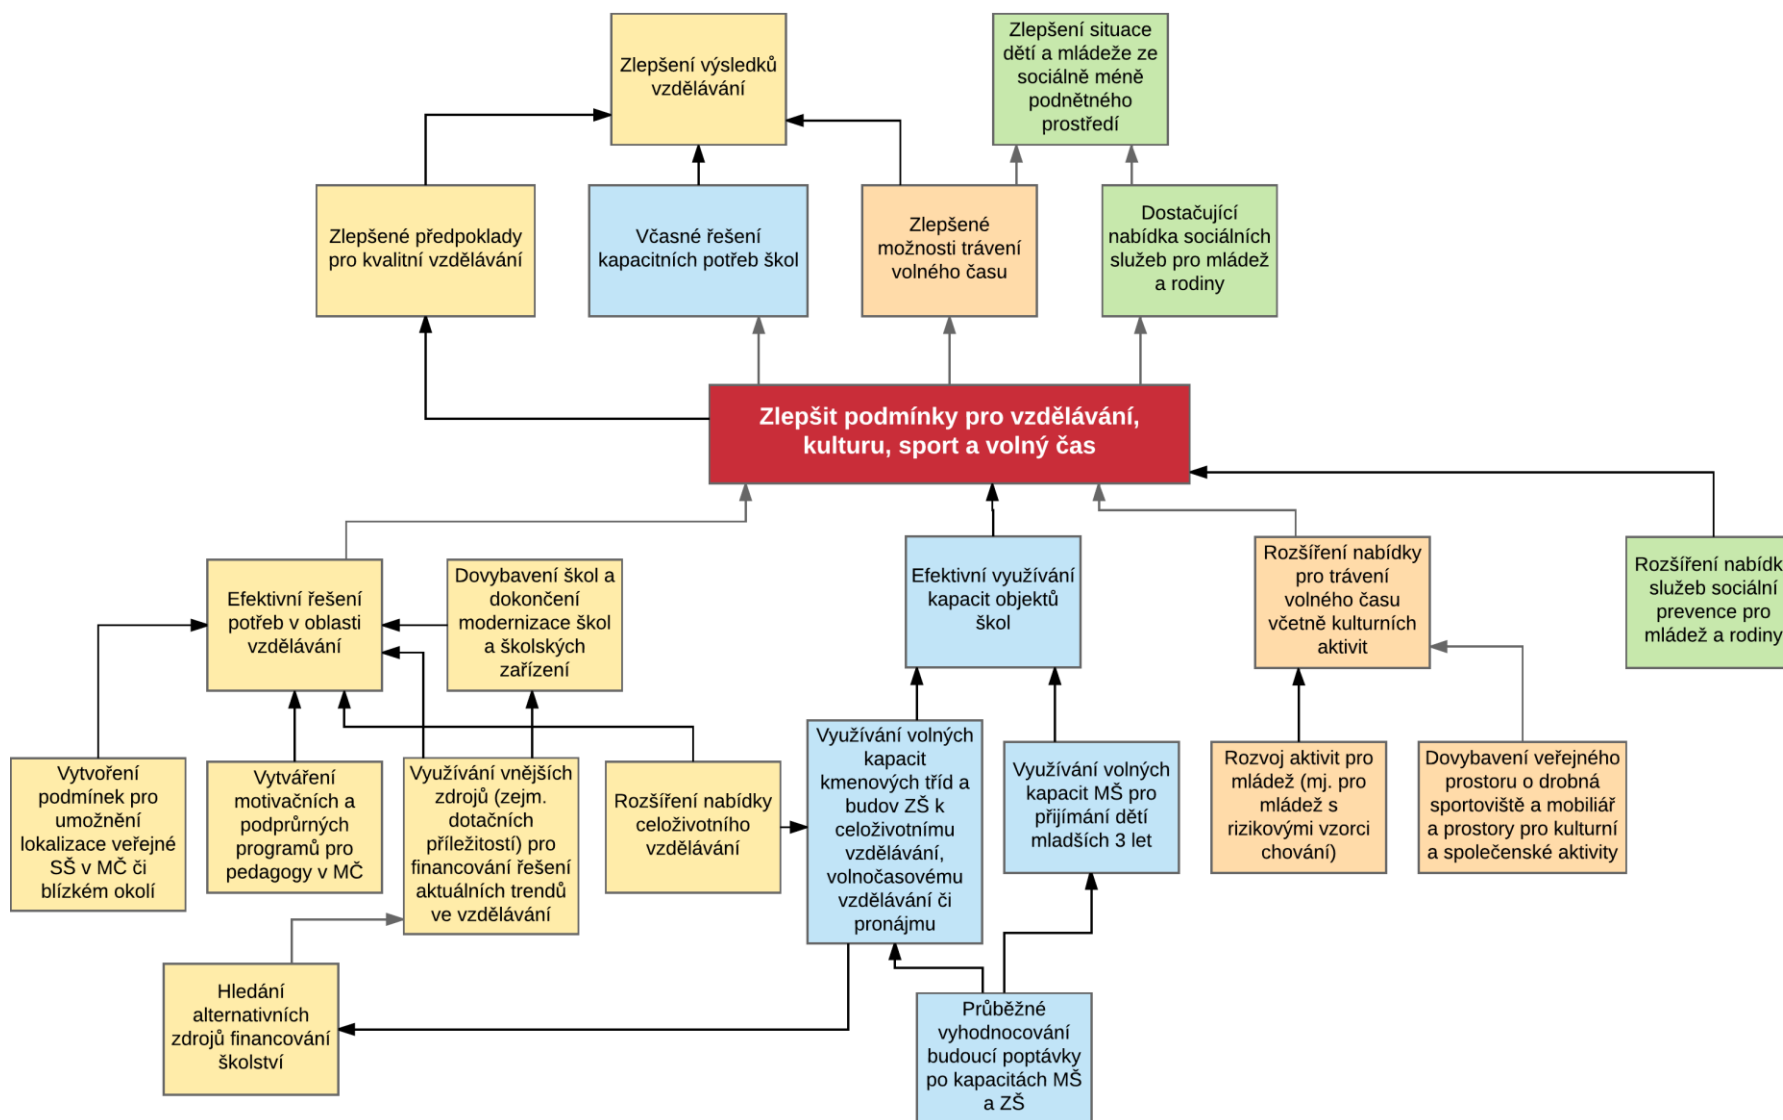 Zlepšení výsledků
vzdělávání
Zlepšení situace
dětí a mládeže ze
sociálně méně
podnětného
prostředí
Zlepšené předpoklady
pro kvalitní vzdělávání
Včasné řešení
kapacitních potřeb škol
Zlepšené
možnosti trávení
volného času
Dostačující
nabídka sociálních
služeb pro mládež
a rodiny
Zlepšit podmínky pro vzdělávání,
kulturu, sport a volný čas
Efektivní řešení
potřeb v oblasti
vzdělávání
Dovybavení škol a
dokončení
modernizace škol
a školských
zařízení
Efektivní využívání
kapacit objektů
škol
Rozšíření nabídky
pro trávení
volného času
včetně kulturních
aktivit
Rozšíření nabídk
služeb sociální
prevence pro
mládež a rodiny
Vytvoření
podmínek pro
umožnění
lokalizace veřejné
SŠ v MČ či
blízkém okolí
Vytváření
motivačních a
podprůrných
programů pro
pedagogy v MČ
Využívání vnějších
zdrojů (zejm.
dotačních
příležitostí) pro
financování řešení
aktuálních trendů
ve vzdělávání
Rozšíření nabídky
celoživotního
vzdělávání
Využívání volných
kapacit
kmenových tříd a
budov ZŠ k
celoživotnímu
vzdělávání,
volnočasovému
vzdělávání či
pronájmu
Využívání volných
kapacit MŠ pro
přijímání dětí
mladších 3 let
Rozvoj aktivit pro
mládež (mj. pro
mládež s
rizikovými vzorci
chování)
Dovybavení veřejného
prostoru o drobná
sportoviště a mobiliář
a prostory pro kulturní
a společenské aktivity
Hledání
alternativních
zdrojů financování
školství
Průběžné
vyhodnocování
budoucí poptávky
po kapacitách MŠ
a ZŠ